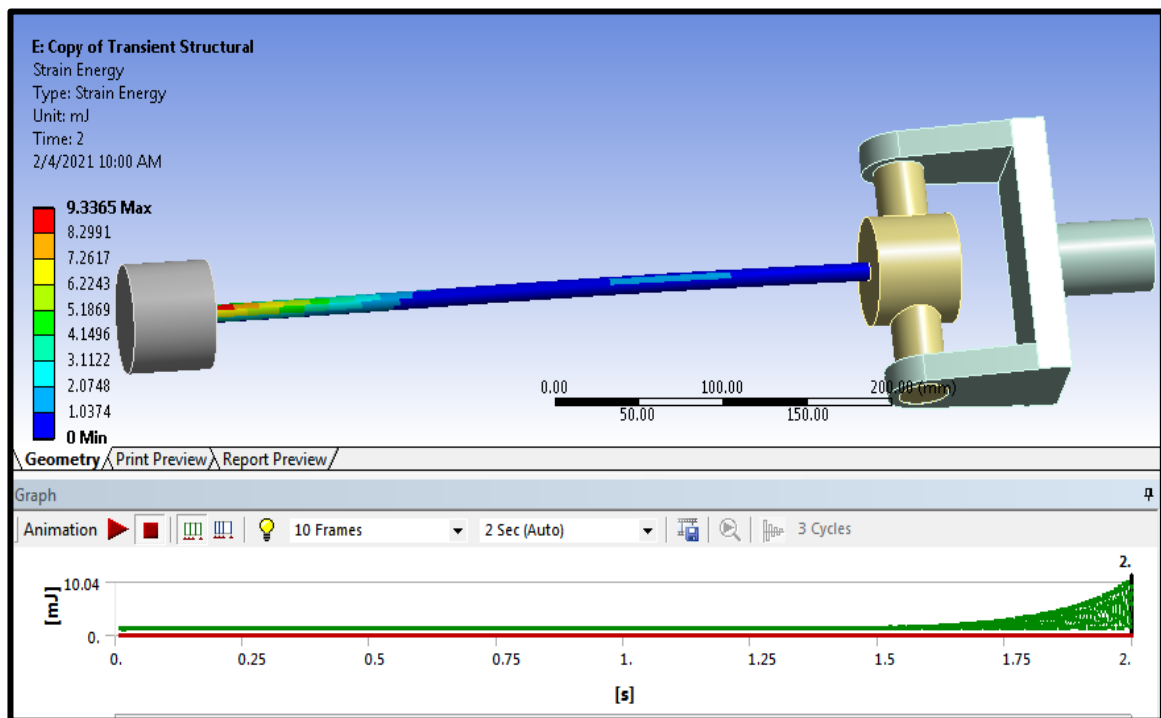 E: Copy of Transient Structural
Strain Energy
Type: Strain Energy
Unit: mJ
Time: 2
2/4/2021 10:00 AM
9.3365 Max
8.2991
7.2617
6.2243
5.1869
4.1496
3.1122
2.0748
1.0374
0 Min
0.00 100.00 200.00 (mm)
50.00 150.00
Geometry Print Preview Report Preview
Graph
Animation 10 Frames 2 Sec (Auto) 3 Cycles
2.
10.04
[mJ]
0.
0. 0.25 0.5 0.75 1. 1.25 1.5 1.75 2.
[s]